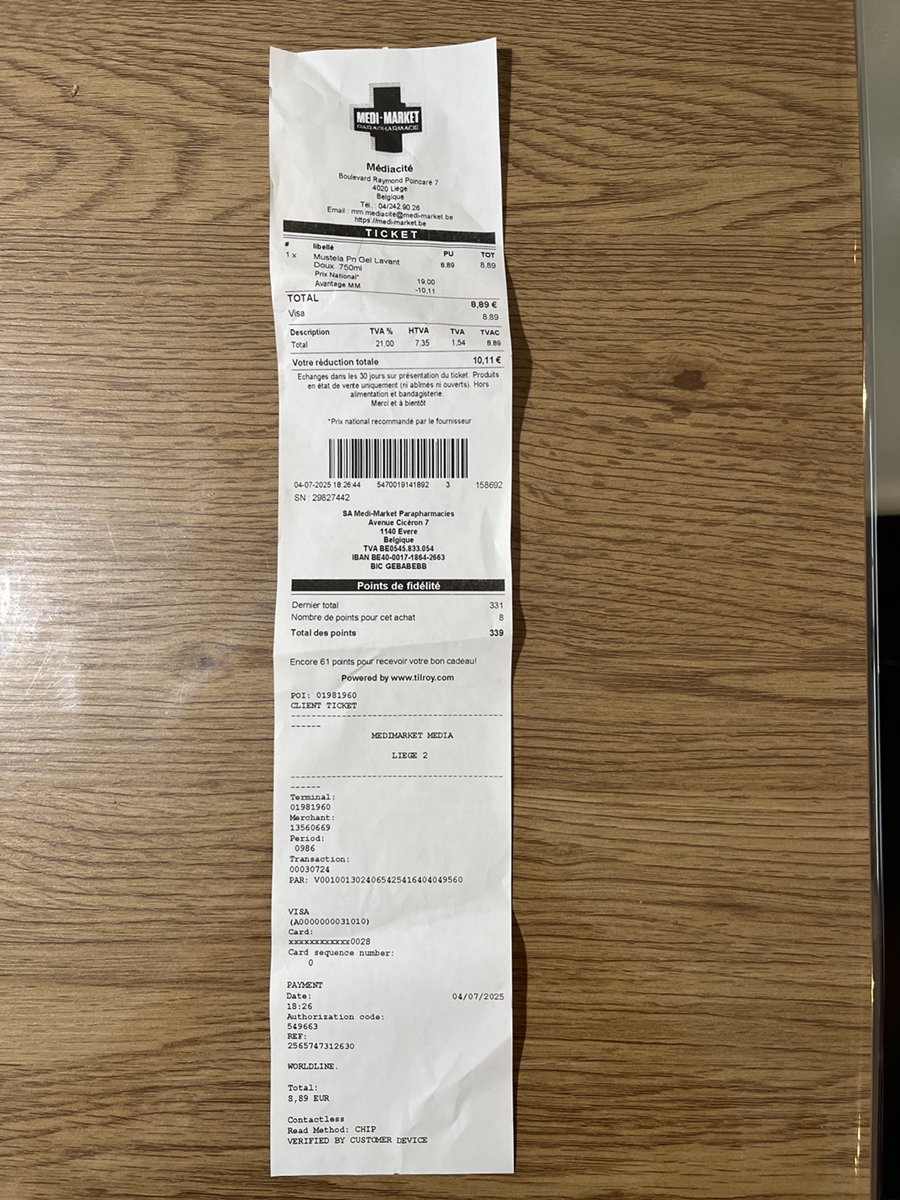 MEDI-MARKET
PARAPHARMACIE
Médiacité
Boulevard Raymond Poincaré 7
4020 Liège
Belgique
Tél. : 04/242.90.26
Email : mm.mediacite@medi-market.be
https://medi-market.be
TICKET
# libellé PU TOT
1 x Mustela Pn Gel Lavant 8,89 8,89
Doux 750ml
Prix National* 19,00
Avantage MM -10,11
TOTAL 8,89 €
Visa 8,89
Description TVA % HTVA TVA TVAC
Total 21,00 7,35 1,54 8,89
Votre réduction totale 10,11 €
Echanges dans les 30 jours sur présentation du ticket. Produits
en état de vente uniquement (ni abîmés ni ouverts). Hors
alimentation et bandagisterie.
Merci et à bientôt
*Prix national recommandé par le fournisseur
04-07-2025 18:26:44 5470019141892 3 158692
SN : 29827442
SA Medi-Market Parapharmacies
Avenue Cicéron 7
1140 Evere
Belgique
TVA BE0545.833.054
IBAN BE40-0017-1864-2663
BIC GEBABEBB
Points de fidélité
Dernier total 331
Nombre de points pour cet achat 8
Total des points 339
Encore 61 points pour recevoir votre bon cadeau!
Powered by www.tilroy.com
POI: 01981960
CLIENT TICKET
MEDIMARKET MEDIA
LIEGE 2
Terminal:
01981960
Merchant:
13560669
Period:
0986
Transaction:
00030724
PAR: V0010013024065425416404049560
VISA
(A0000000031010)
Card:
xxxxxxxxxxxx0028
Card sequence number:
0
PAYMENT
Date: 04/07/2025
18:26
Authorization code:
549663
REF:
2565747312630
WORLDLINE.
Total:
8,89 EUR
Contactless
Read Method: CHIP
VERIFIED BY CUSTOMER DEVICE